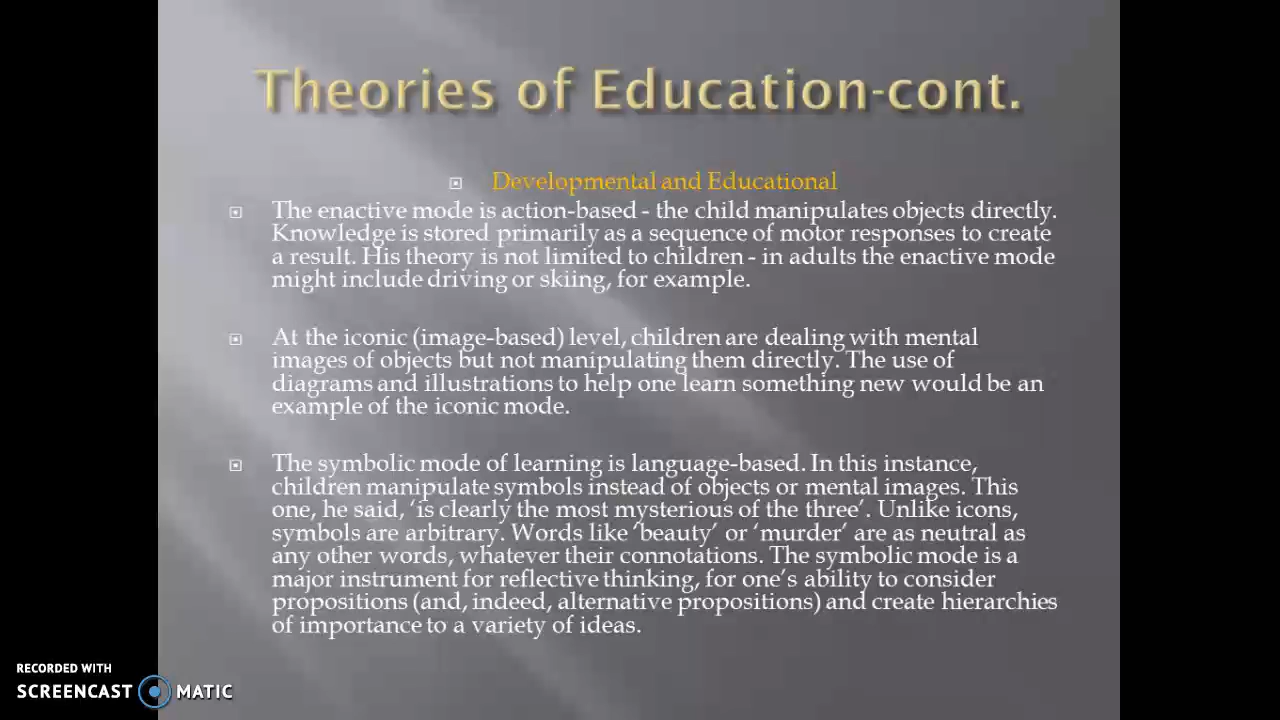 Theories of Education-cont.
Developmental and Educational
The enactive mode is action-based - the child manipulates objects directly.
Knowledge is stored primarily as a sequence of motor responses to create
a result. His theory is not limited to children - in adults the enactive mode
might include driving or skiing, for example.
At the iconic (image-based) level, children are dealing with mental
images of objects but not manipulating them directly. The use of
diagrams and illustrations to help one learn something new would be an
example of the iconic mode.
The symbolic mode of learning is language-based. In this instance,
children manipulate symbols instead of objects or mental images. This
one, he said, ‘is clearly the most mysterious of the three’. Unlike icons,
symbols are arbitrary. Words like ‘beauty’ or ‘murder’ are as neutral as
any other words, whatever their connotations. The symbolic mode is a
major instrument for reflective thinking, for one’s ability to consider
propositions (and, indeed, alternative propositions) and create hierarchies
of importance to a variety of ideas.
RECORDED WITH
SCREENCAST MATIC